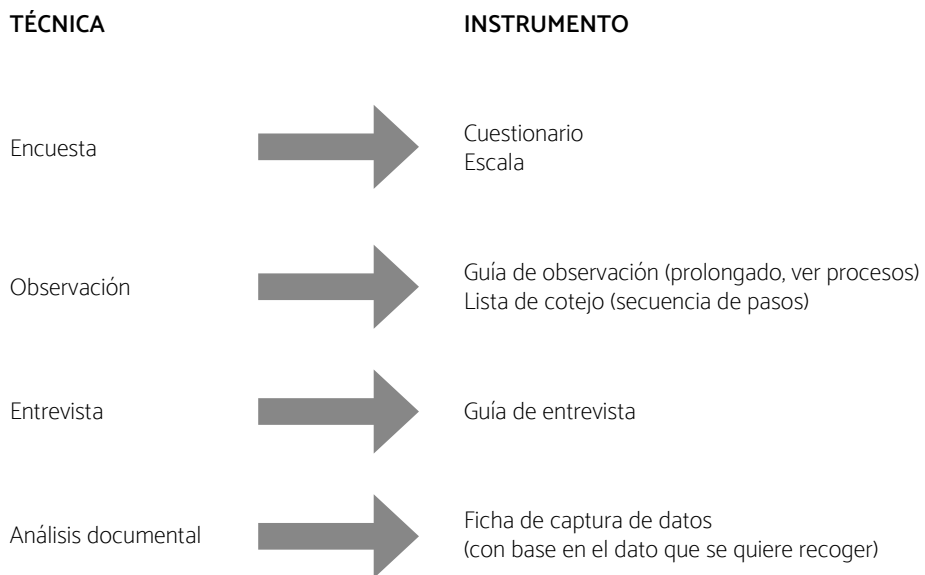 TÉCNICA
INSTRUMENTO
Encuesta
Cuestionario
Escala
Observación
Guía de observación (prolongado, ver procesos)
Lista de cotejo (secuencia de pasos)
Entrevista
Guía de entrevista
Análisis documental
Ficha de captura de datos
(con base en el dato que se quiere recoger)